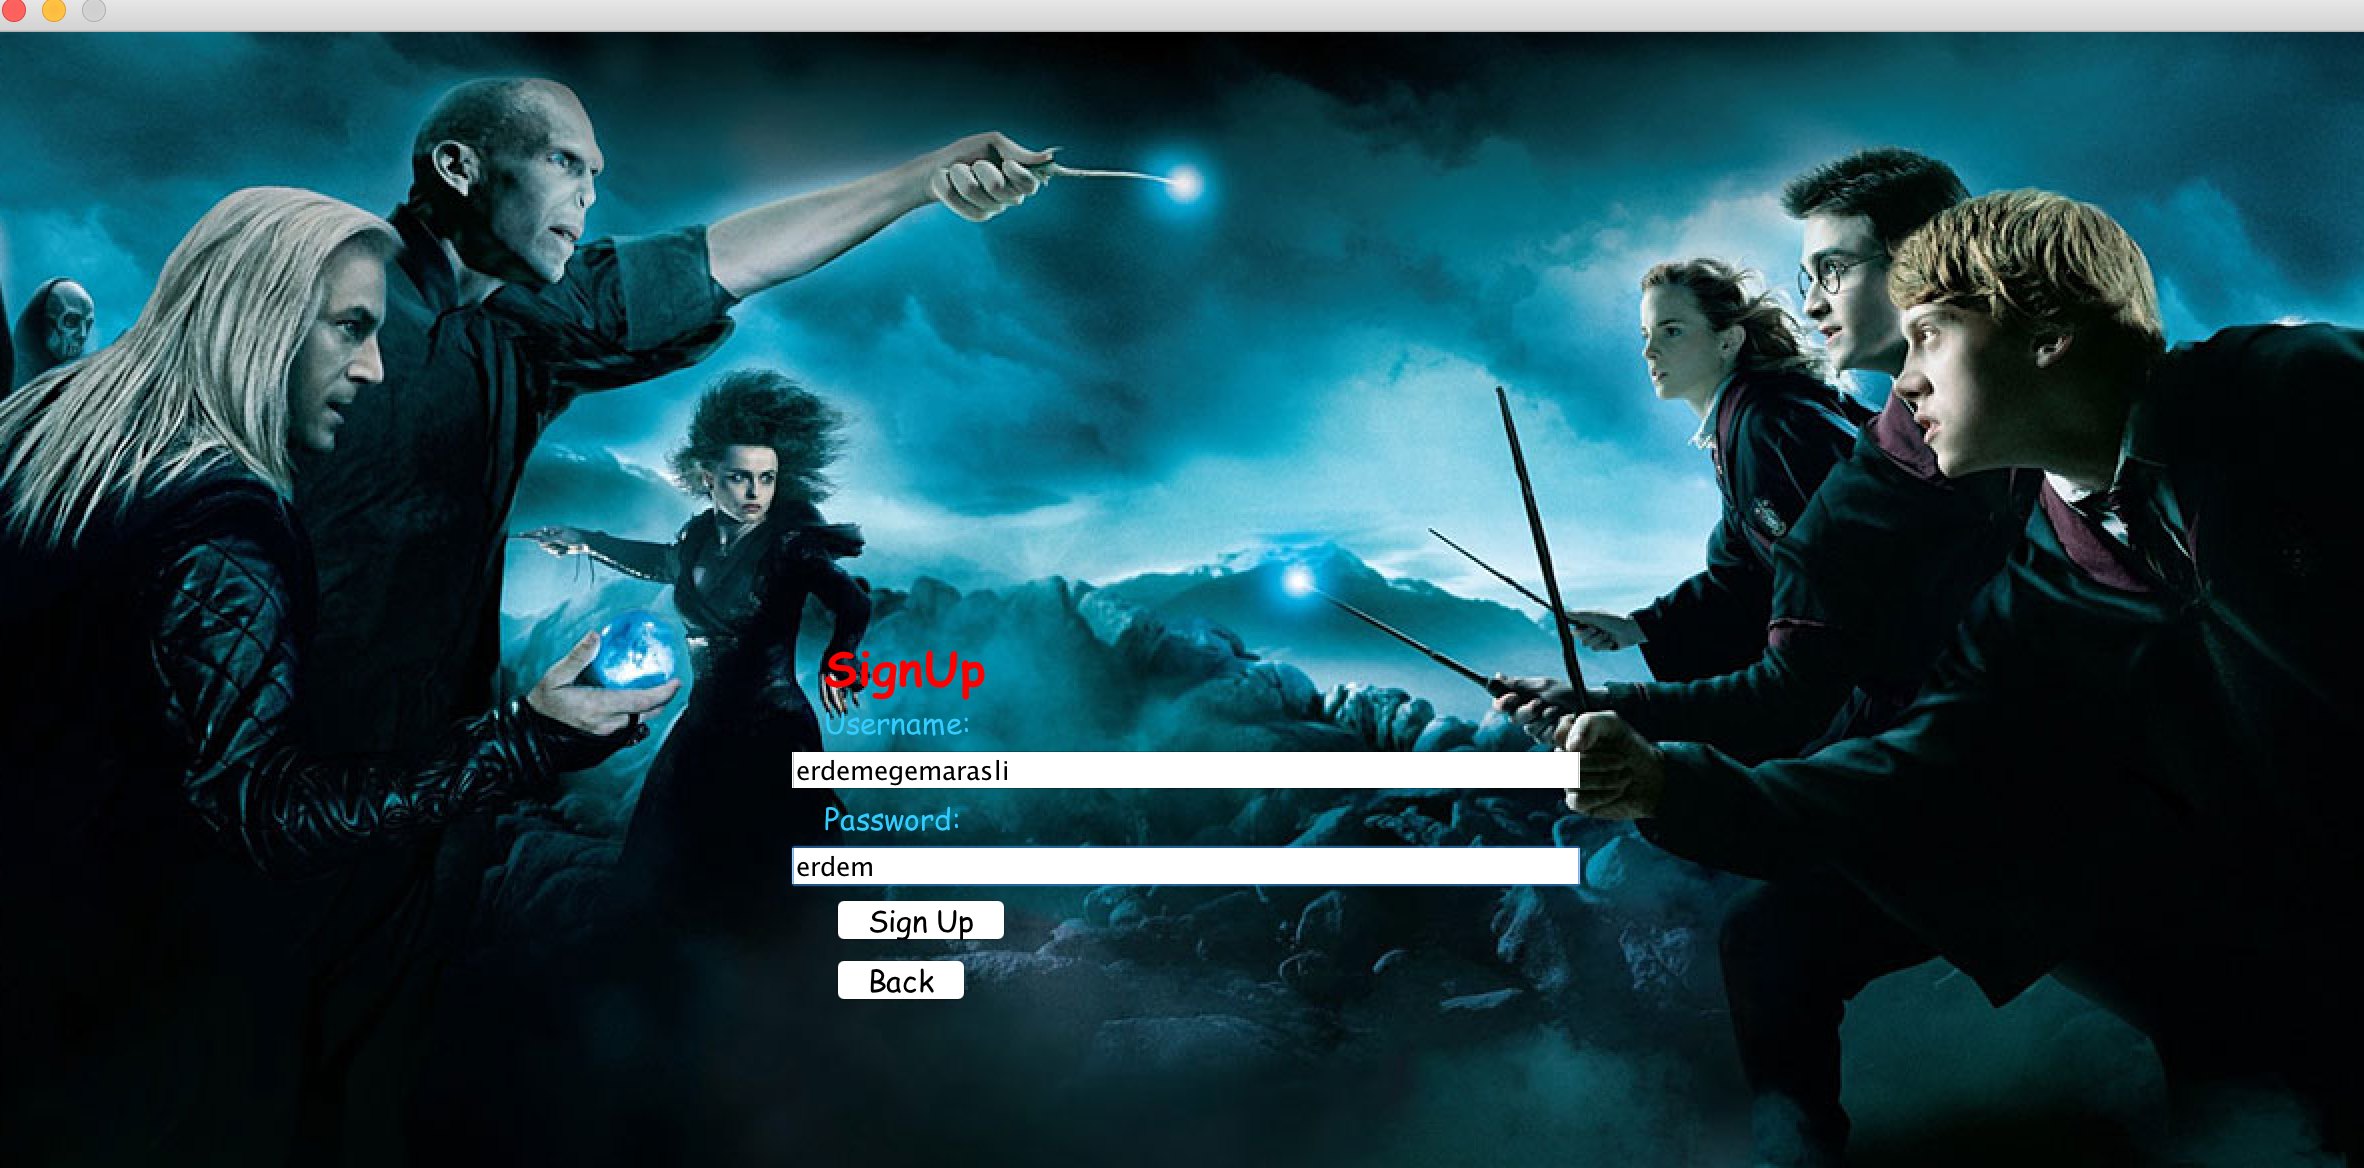 SignUp
Username:
erdemegemarasli
Password:
erdem
Sign Up
Back